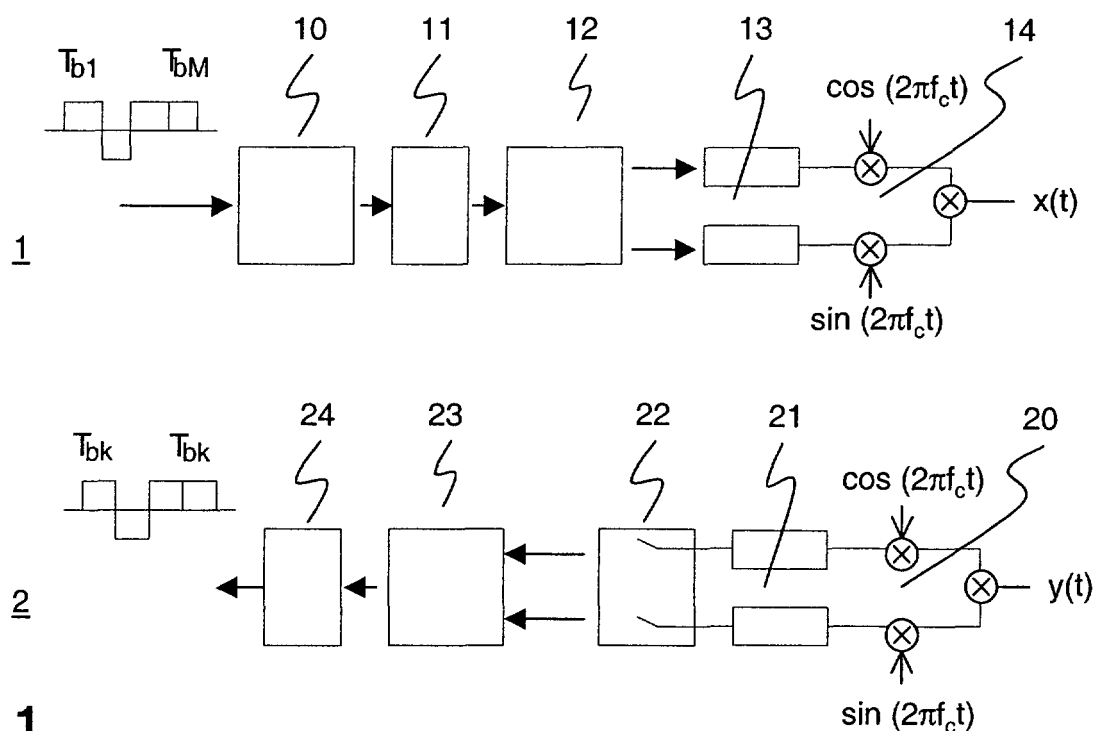 10 11 12 13 14
Tb1 TbM
cos (2πfct)
x(t)
1
sin (2πfct)
24 23 22 21 20
Tbk Tbk
cos (2πfct)
y(t)
2
sin (2πfct)
1